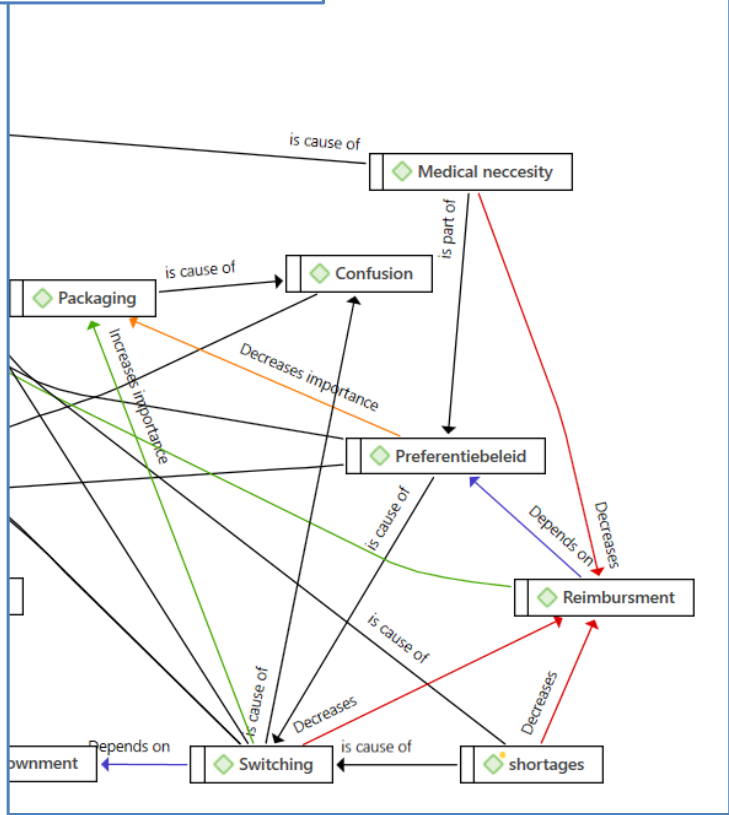 is cause of
Medical neccesity
is part of
is cause of
Confusion
Packaging
Increases importance
Decreases importance
Preferentiebeleid
is cause of
Depends on
Decreases
Reimbursment
is cause of
is cause of
Decreases
Decreases
Depends on
is cause of
ownment
Switching
shortages